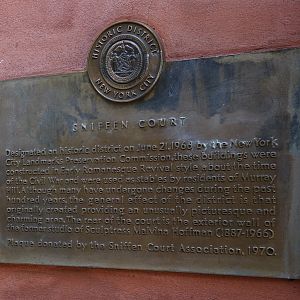 HISTORIC DISTRICT
NEW YORK CITY
SNIFFEN COURT
Designated an historic district on June 21, 1966 by the New York
City Landmarks Preservation Commission, these buildings were
constructed in Early Romanesque Revival style about the time
of the Civil War and were used as stables by residents of Murray
Hill. Although many have undergone changes during the past
hundred years, the general effect of the district is that
originally created, providing an unusually picturesque and
charming area. The rear of the court is the exterior wall of
the former studio of Sculptress Malvina Hoffman (1887-1966)
Plaque donated by the Sniffen Court Association, 1970.